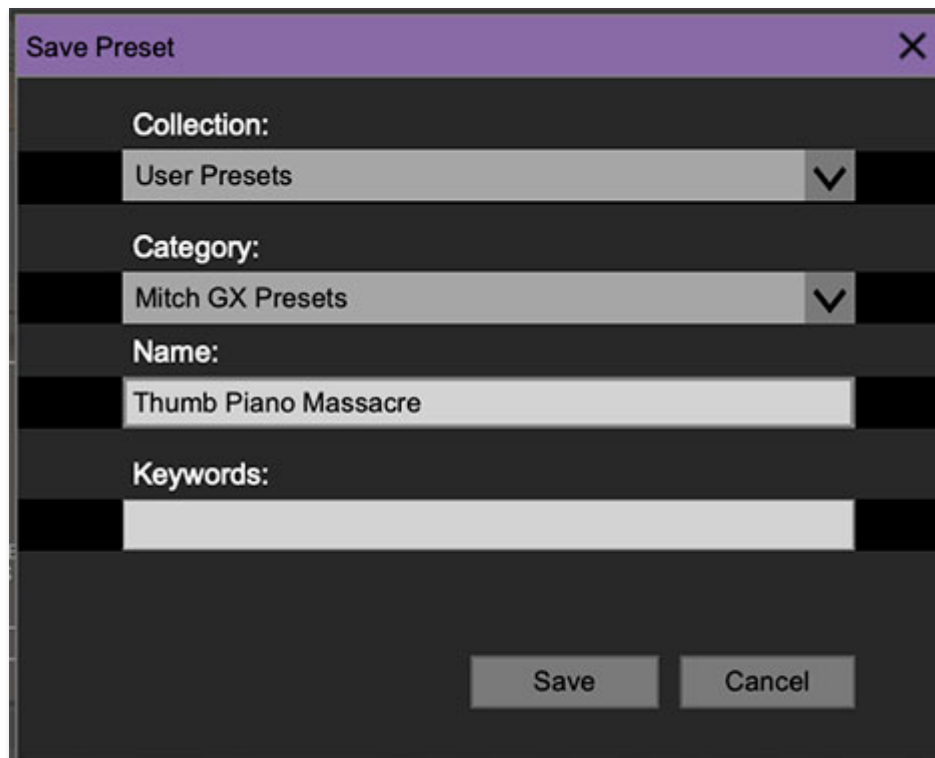 Save Preset
Collection:
User Presets
Category:
Mitch GX Presets
Name:
Thumb Piano Massacre
Keywords:
Save Cancel